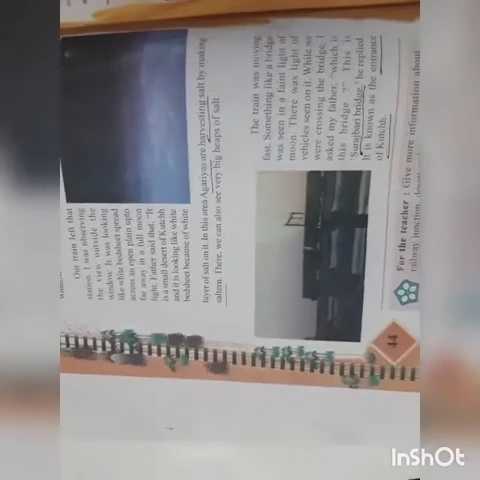 Our train left that
station. I was observing
the view outside the
window. It was looking
like white bedsheet spread
across an open plain upto
far away in a full moon
light. Father said that, "It
is a small desert of Kutchh
and it is looking like white
bedsheet because of white
layer of salt on it. In this area Agariyas are harvesting salt by making
saltern. There, we can also see very big heaps of salt.
The train was moving
fast. Something like a bridge
was seen in a faint light of
moon. There was light of
vehicles seen on it. While we
were crossing the bridge, I
asked my father, "which is
this bridge ?" This is
'Surajbari bridge,' he replied.
It is known as the entrance
of Kutchh.
For the teacher : Give more information about
railway junction,
44
InShOt